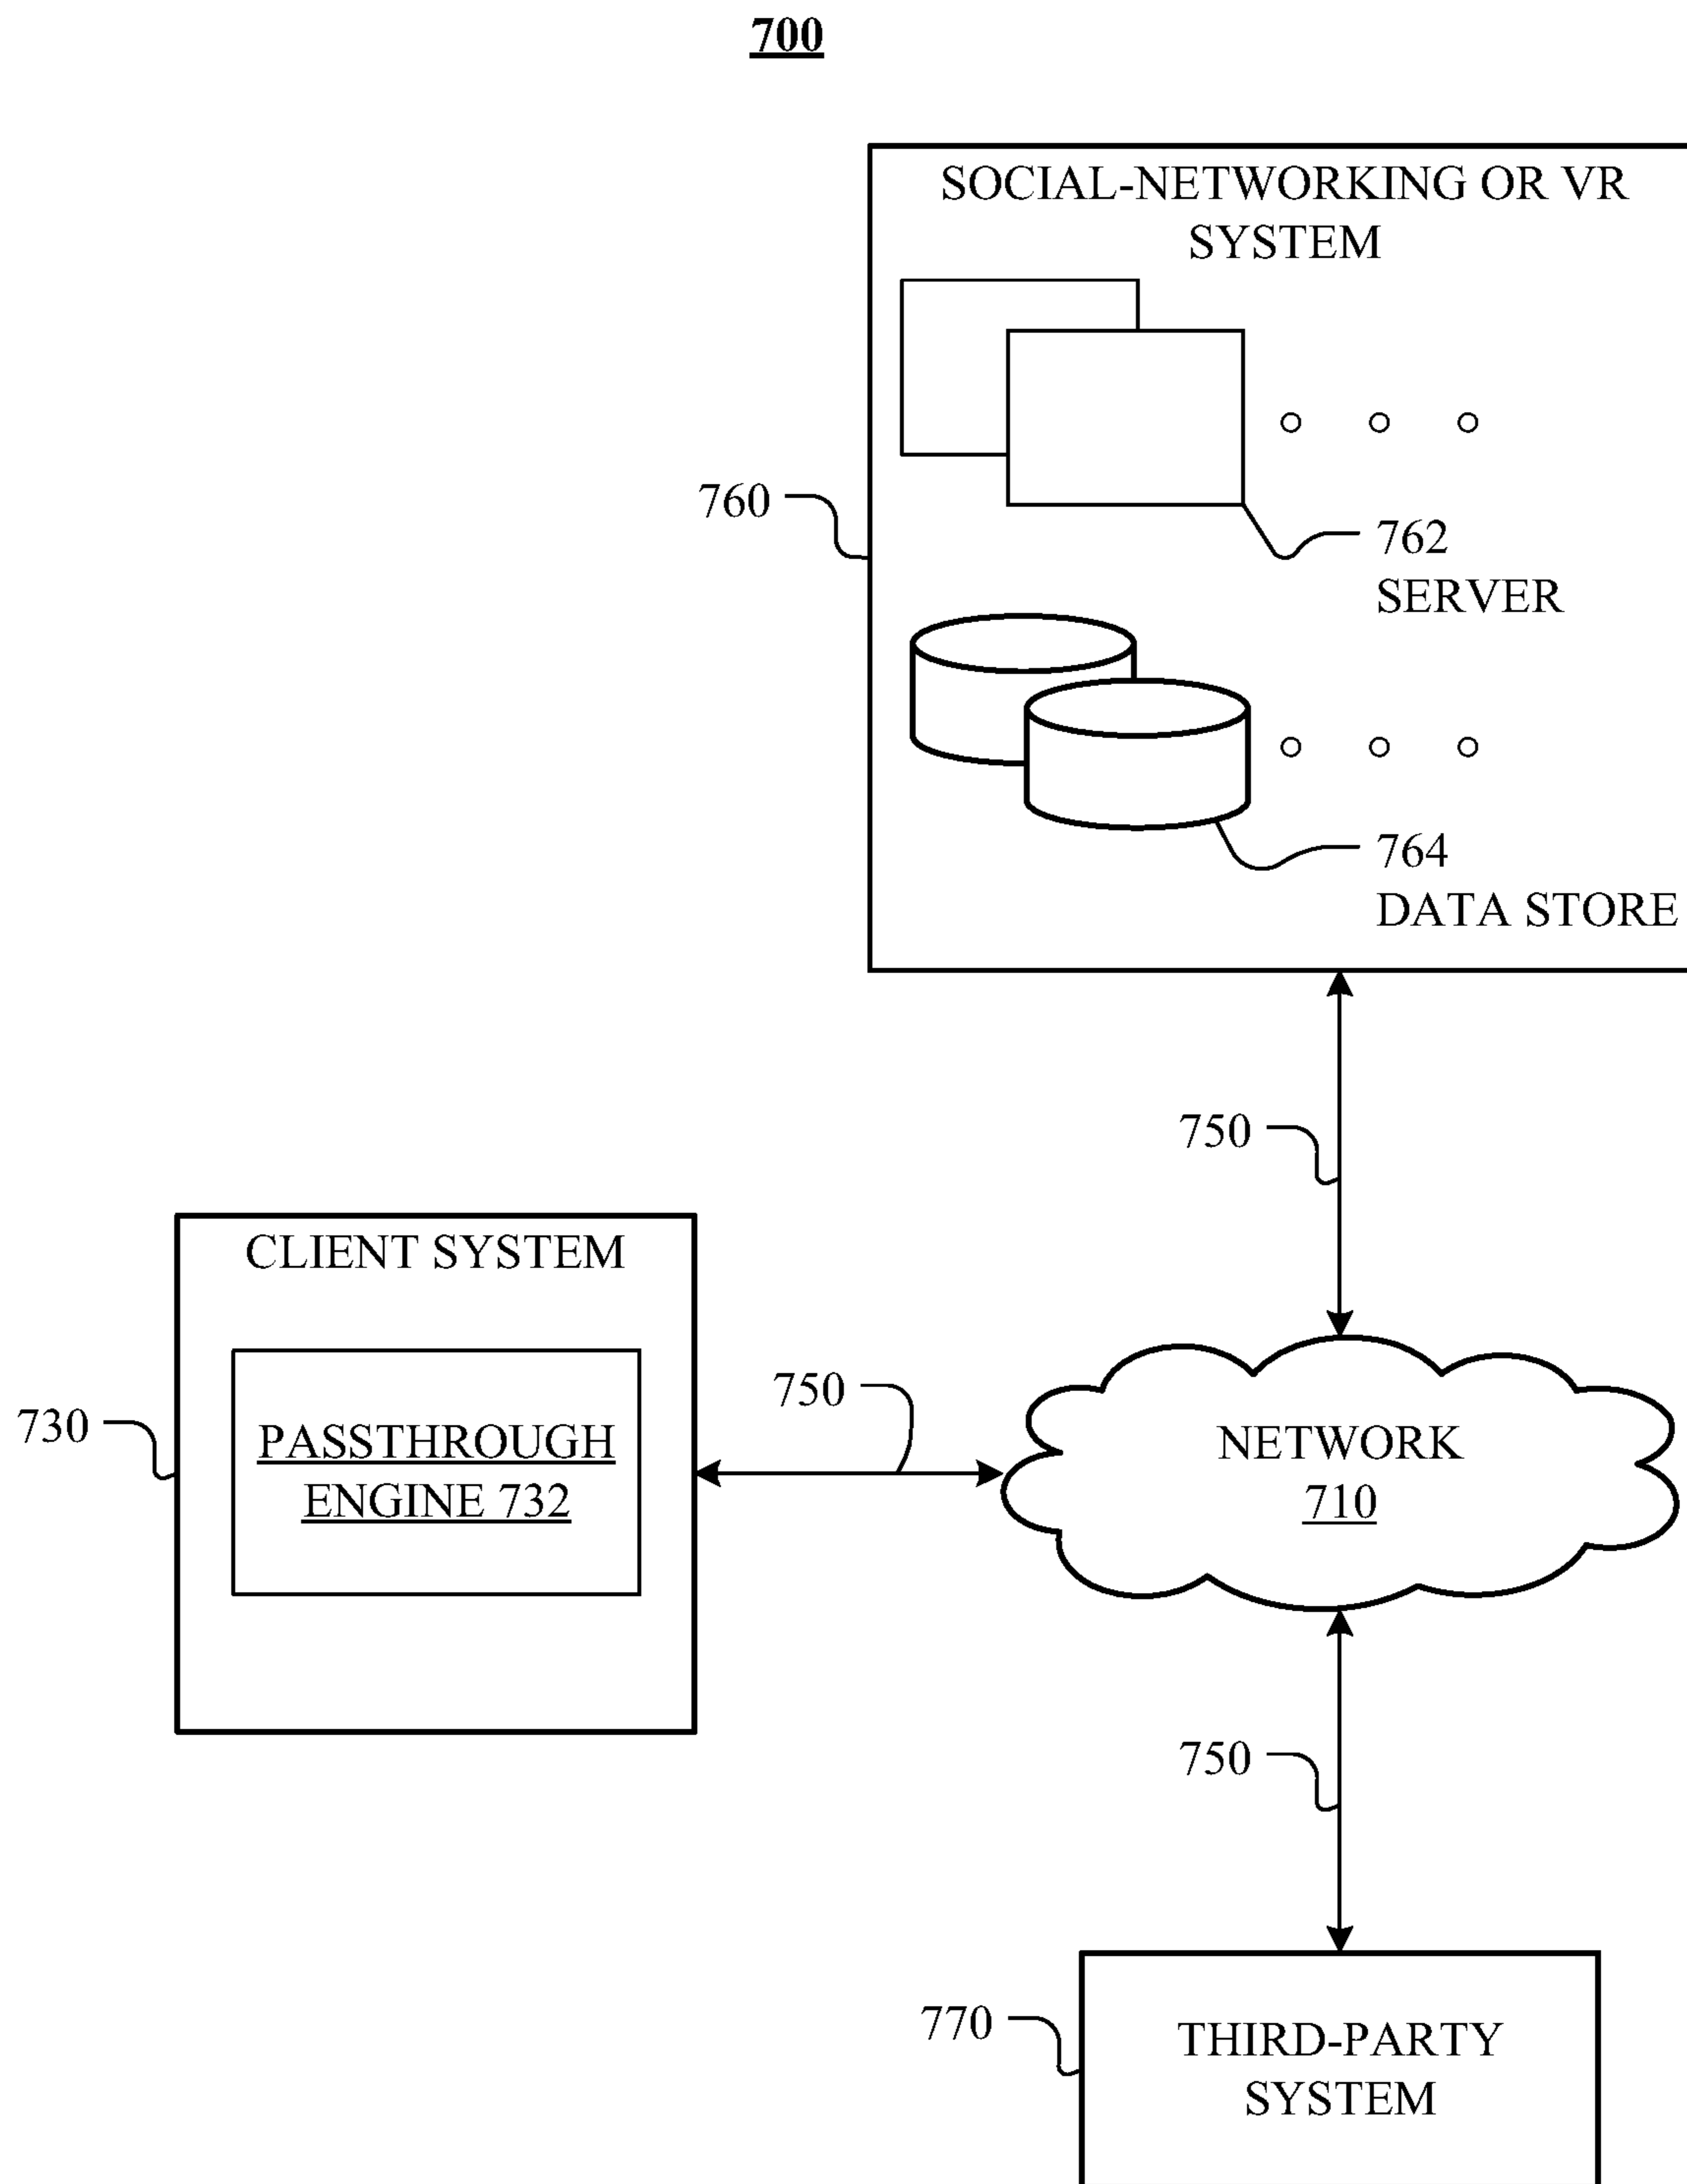 700
SOCIAL-NETWORKING OR VR
SYSTEM
760
762
SERVER
764
DATA STORE
750
CLIENT SYSTEM
730
PASSTHROUGH
ENGINE 732
750
NETWORK
710
750
770
THIRD-PARTY
SYSTEM